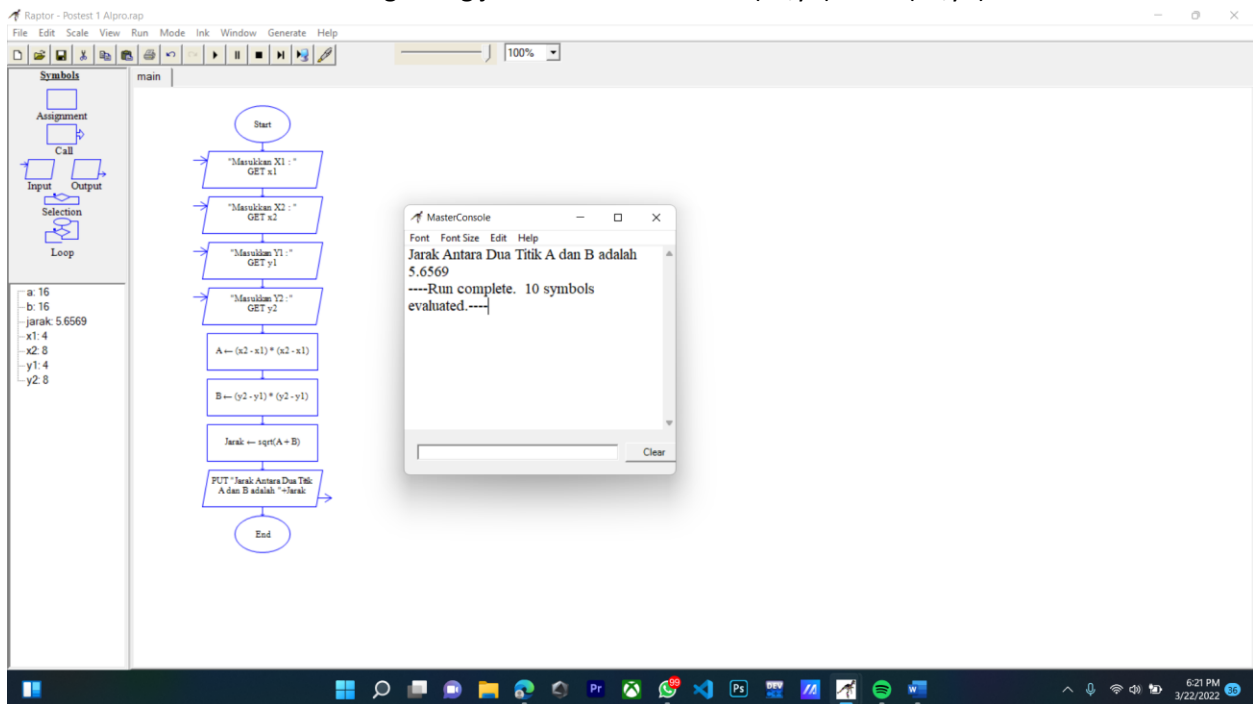 Raptor - Postest 1 Alpro.rap
File Edit Scale View Run Mode Ink Window Generate Help
100%
Symbols
main
Assignment
Call
Input Output
Selection
Loop
a: 16
b: 16
jarak: 5.6569
x1: 4
x2: 8
y1: 4
y2: 8
Start
"Masukkan X1 : "
GET x1
"Masukkan X2 : "
GET x2
"Masukkan Y1 : "
GET y1
"Masukkan Y2 : "
GET y2
A ← (x2 - x1) * (x2 - x1)
B ← (y2 - y1) * (y2 - y1)
Jarak ← sqrt(A + B)
PUT "Jarak Antara Dua Titik
A dan B adalah "+Jarak
End
MasterConsole
Font Font Size Edit Help
Jarak Antara Dua Titik A dan B adalah
5.6569
----Run complete. 10 symbols
evaluated.----
Clear
Pr
99
Ps
DEV
6:21 PM
3/22/2022
36